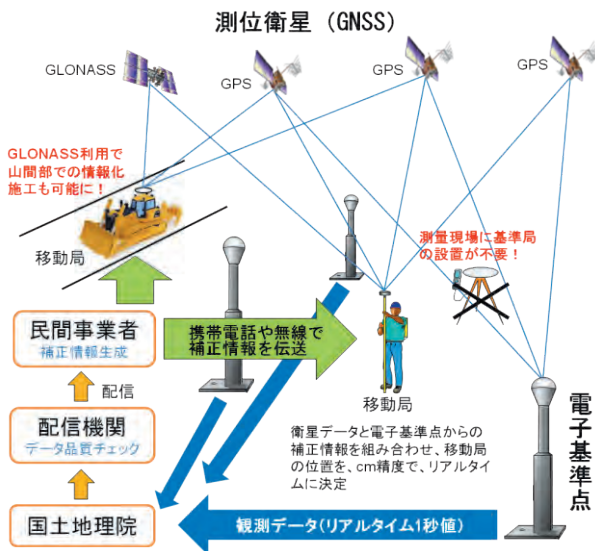 測位衛星（GNSS）
GLONASS
GPS
GPS
GPS
GLONASS利用で
山間部での情報化
施工も可能に！
移動局
測量現場に基準局
の設置が不要！
民間事業者
補正情報生成
携帯電話や無線で
補正情報を伝送
配信
移動局
配信機関
データ品質チェック
衛星データと電子基準点からの
補正情報を組み合わせ、移動局
の位置を、cm精度で、リアルタイ
ムに決定
電子基準点
国土地理院
観測データ(リアルタイム1秒値)